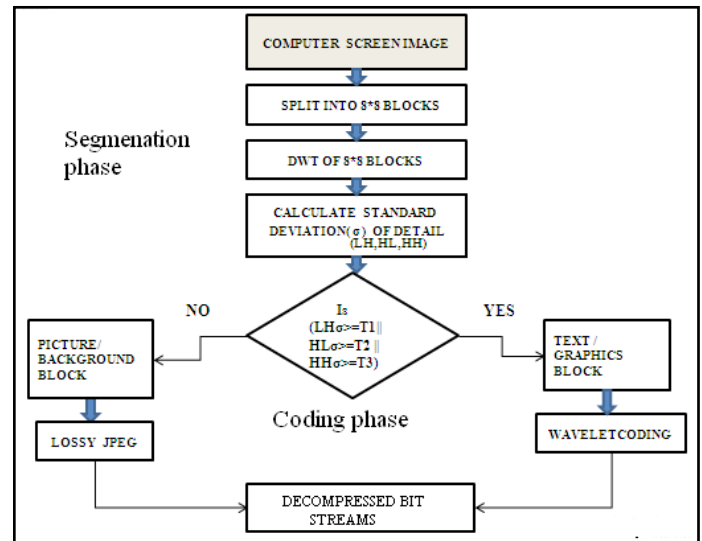 COMPUTER SCREEN IMAGE
SPLIT INTO 8*8 BLOCKS
Segmenation
phase
DWT OF 8*8 BLOCKS
CALCULATE STANDARD
DEVIATION(σ) OF DETAIL
(LH,HL,HH)
NO
Is
YES
(LHσ>=T1||
HLσ>=T2 ||
HHσ>=T3)
PICTURE/
BACKGROUND
BLOCK
TEXT /
GRAPHICS
BLOCK
Coding phase
LOSSY JPEG
WAVELETCODING
DECOMPRESSED BIT
STREAMS